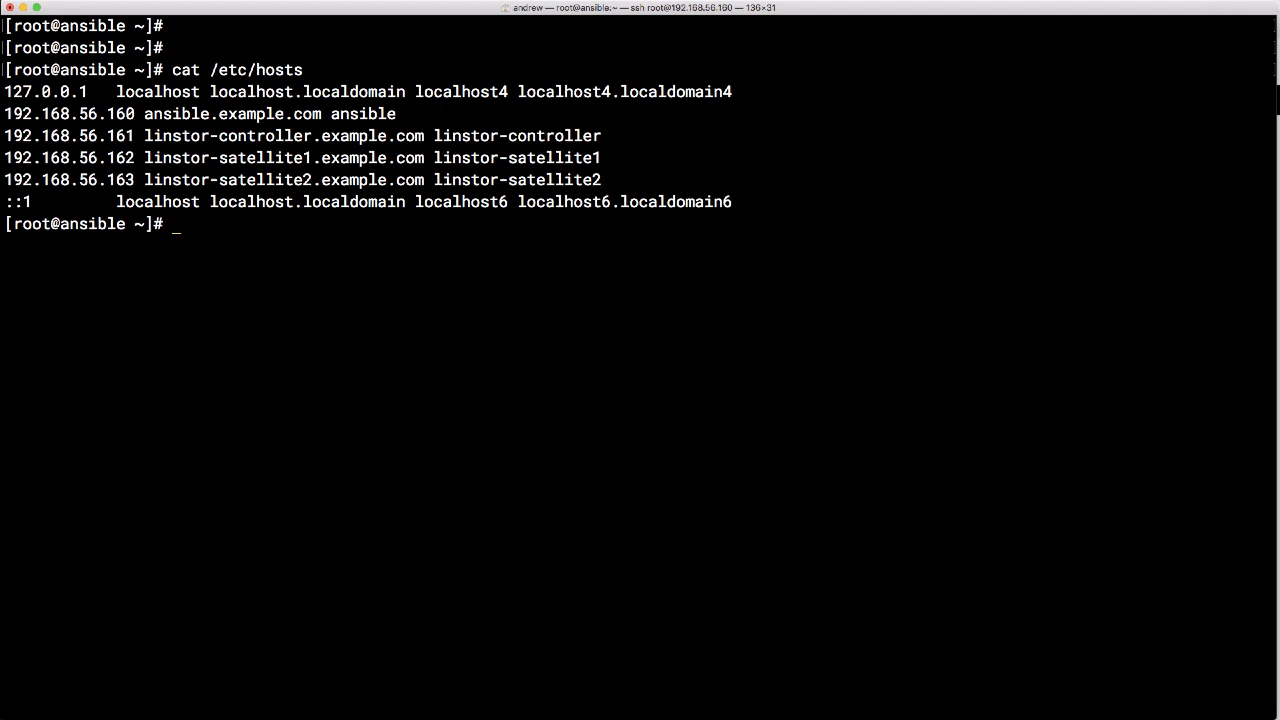 andrew — root@ansible:~ — ssh root@192.168.56.160 — 136×31
[root@ansible ~]#
[root@ansible ~]#
[root@ansible ~]# cat /etc/hosts
127.0.0.1   localhost localhost.localdomain localhost4 localhost4.localdomain4
192.168.56.160 ansible.example.com ansible
192.168.56.161 linstor-controller.example.com linstor-controller
192.168.56.162 linstor-satellite1.example.com linstor-satellite1
192.168.56.163 linstor-satellite2.example.com linstor-satellite2
::1         localhost localhost.localdomain localhost6 localhost6.localdomain6
[root@ansible ~]# _